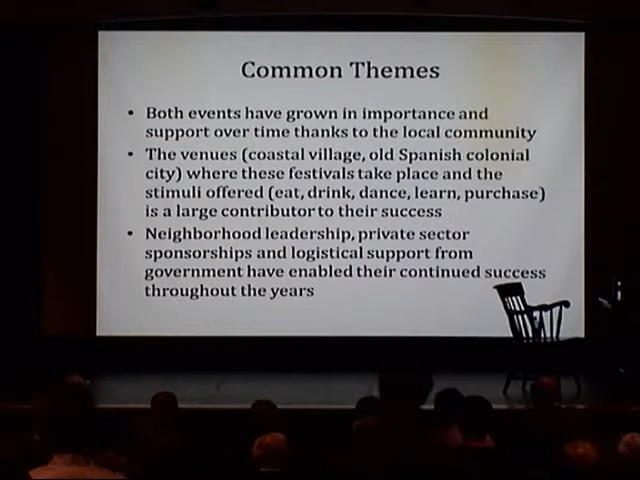 Common Themes
• Both events have grown in importance and
support over time thanks to the local community
• The venues (coastal village, old Spanish colonial
city) where these festivals take place and the
stimuli offered (eat, drink, dance, learn, purchase)
is a large contributor to their success
• Neighborhood leadership, private sector
sponsorships and logistical support from
government have enabled their continued success
throughout the years